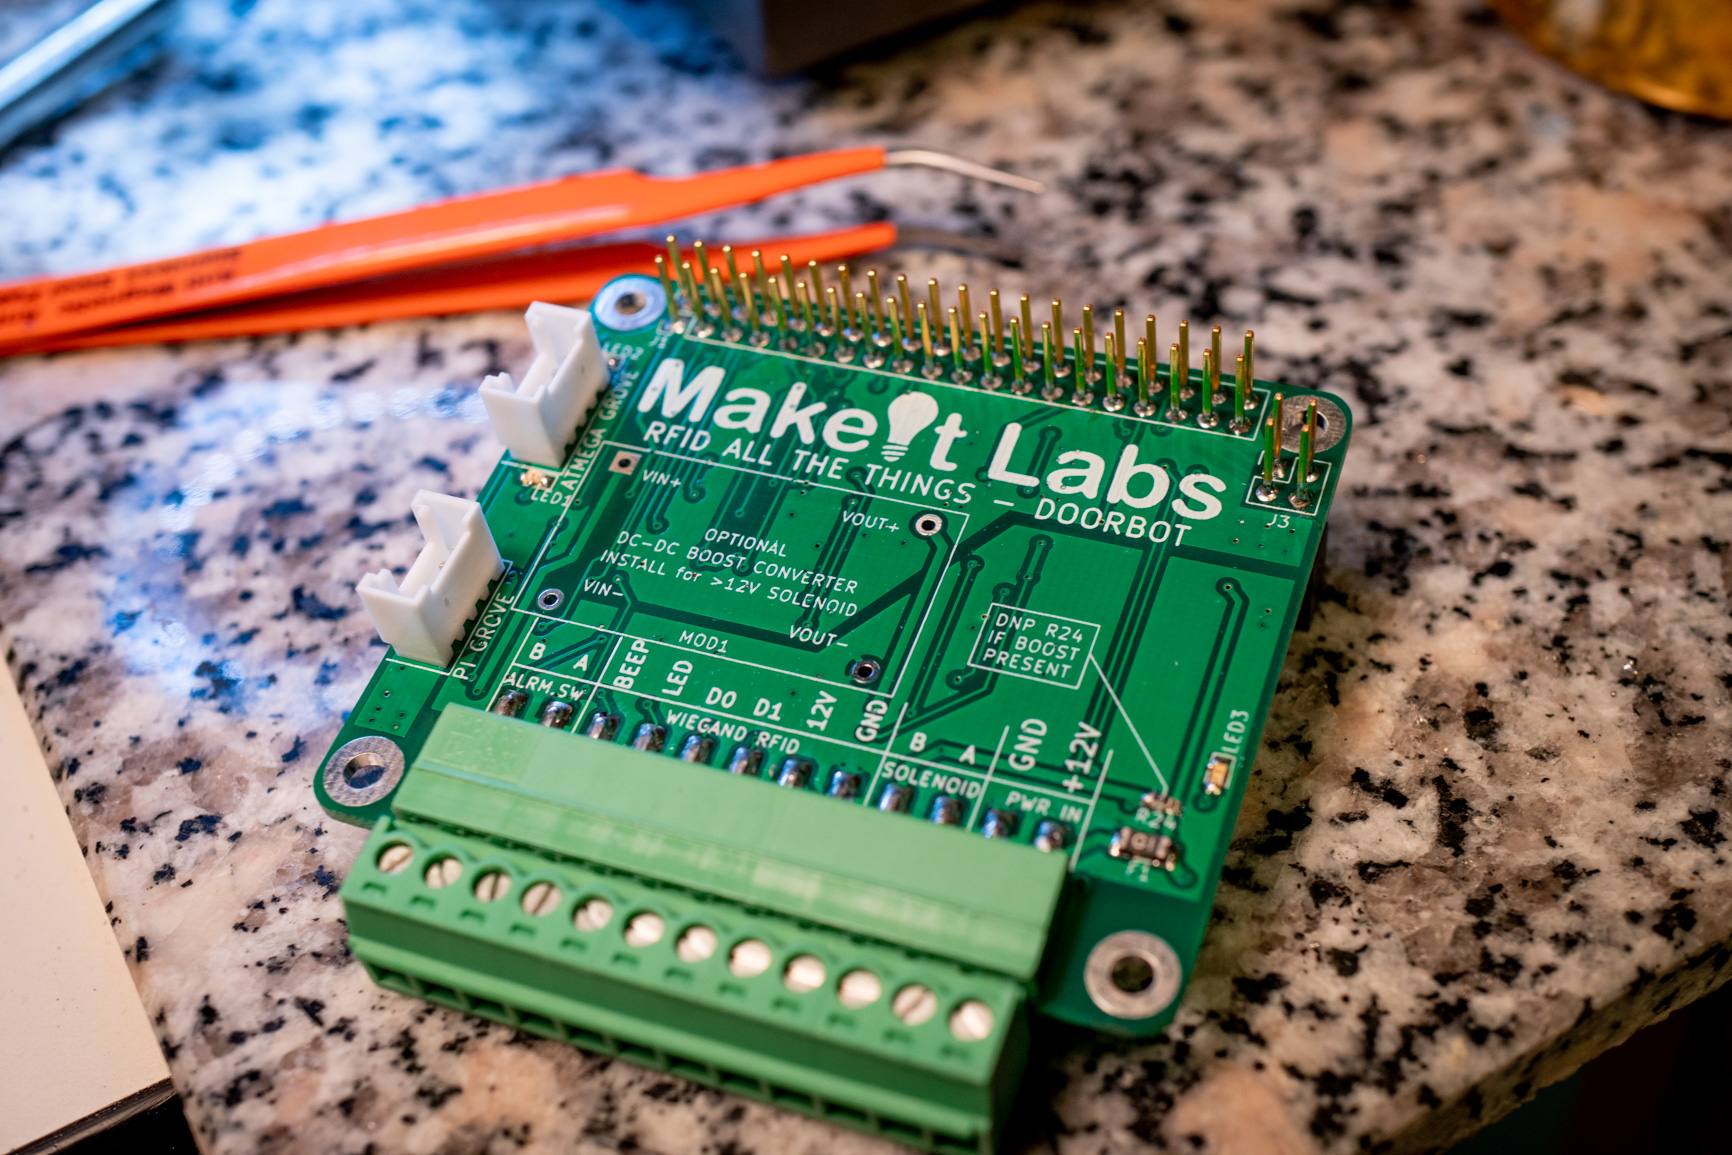 MakeIt Labs
RFID ALL THE THINGS – DOORBOT
LED2
ATMEGA GROVE
LED1
VIN+
VOUT+
OPTIONAL
DC-DC BOOST CONVERTER
INSTALL for >12V SOLENOID
VIN-
VOUT-
MOD1
J3
PI GROVE
DNP R24
IF BOOST
PRESENT
B A
ALRM SW
BEEP LED D0 D1 12V GND
WIEGAND RFID
B A
SOLENOID
GND +12V
PWR IN
LED3
R24
F1